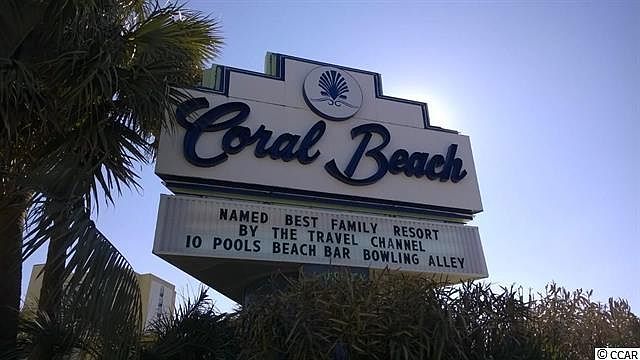 Coral Beach
NAMED BEST FAMILY RESORT
BY THE TRAVEL CHANNEL
10 POOLS BEACH BAR BOWLING ALLEY
© CCAR